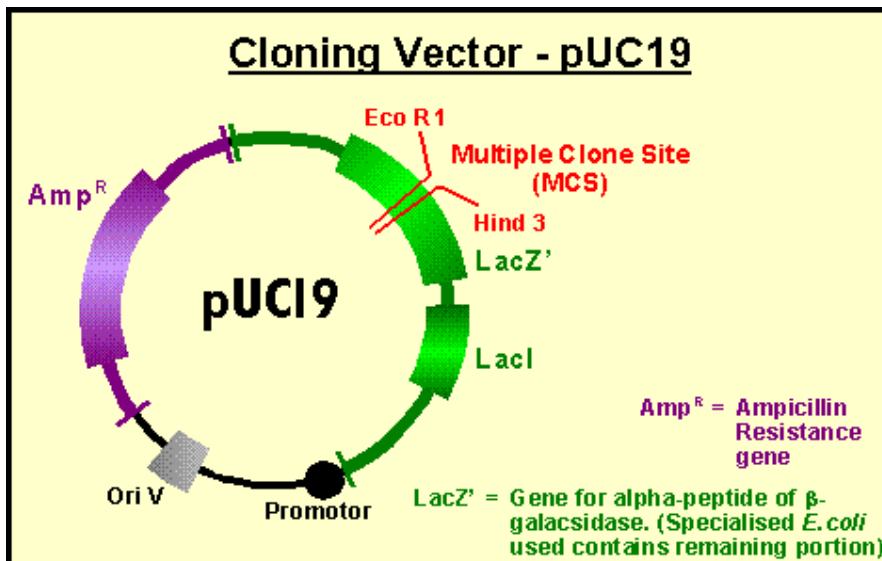 Cloning Vector - pUC19
Eco R1
Multiple Clone Site
(MCS)
Amp^R
Hind 3
LacZ’
pUC19
LacI
Amp^R = Ampicillin
Resistance
gene
Ori V
Promotor
LacZ’ = Gene for alpha-peptide of β-
galacsidase. (Specialised E.coli
used contains remaining portion)